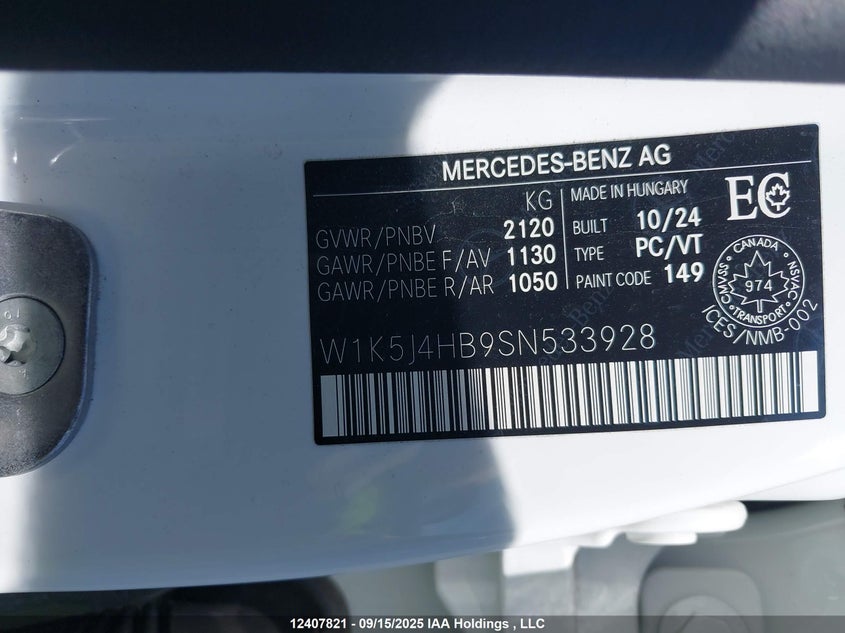 MERCEDES-BENZ AG
KG
GVWR/PNBV 2120
GAWR/PNBE F/AV 1130
GAWR/PNBE R/AR 1050
MADE IN HUNGARY
BUILT 10/24
TYPE PC/VT
PAINT CODE 149
EC
CANADA
974
TRANSPORT
SSVMAC
NSVAC
ICES/NMB-002
W1K5J4HB9SN533928
12407821 - 09/15/2025 IAA Holdings , LLC